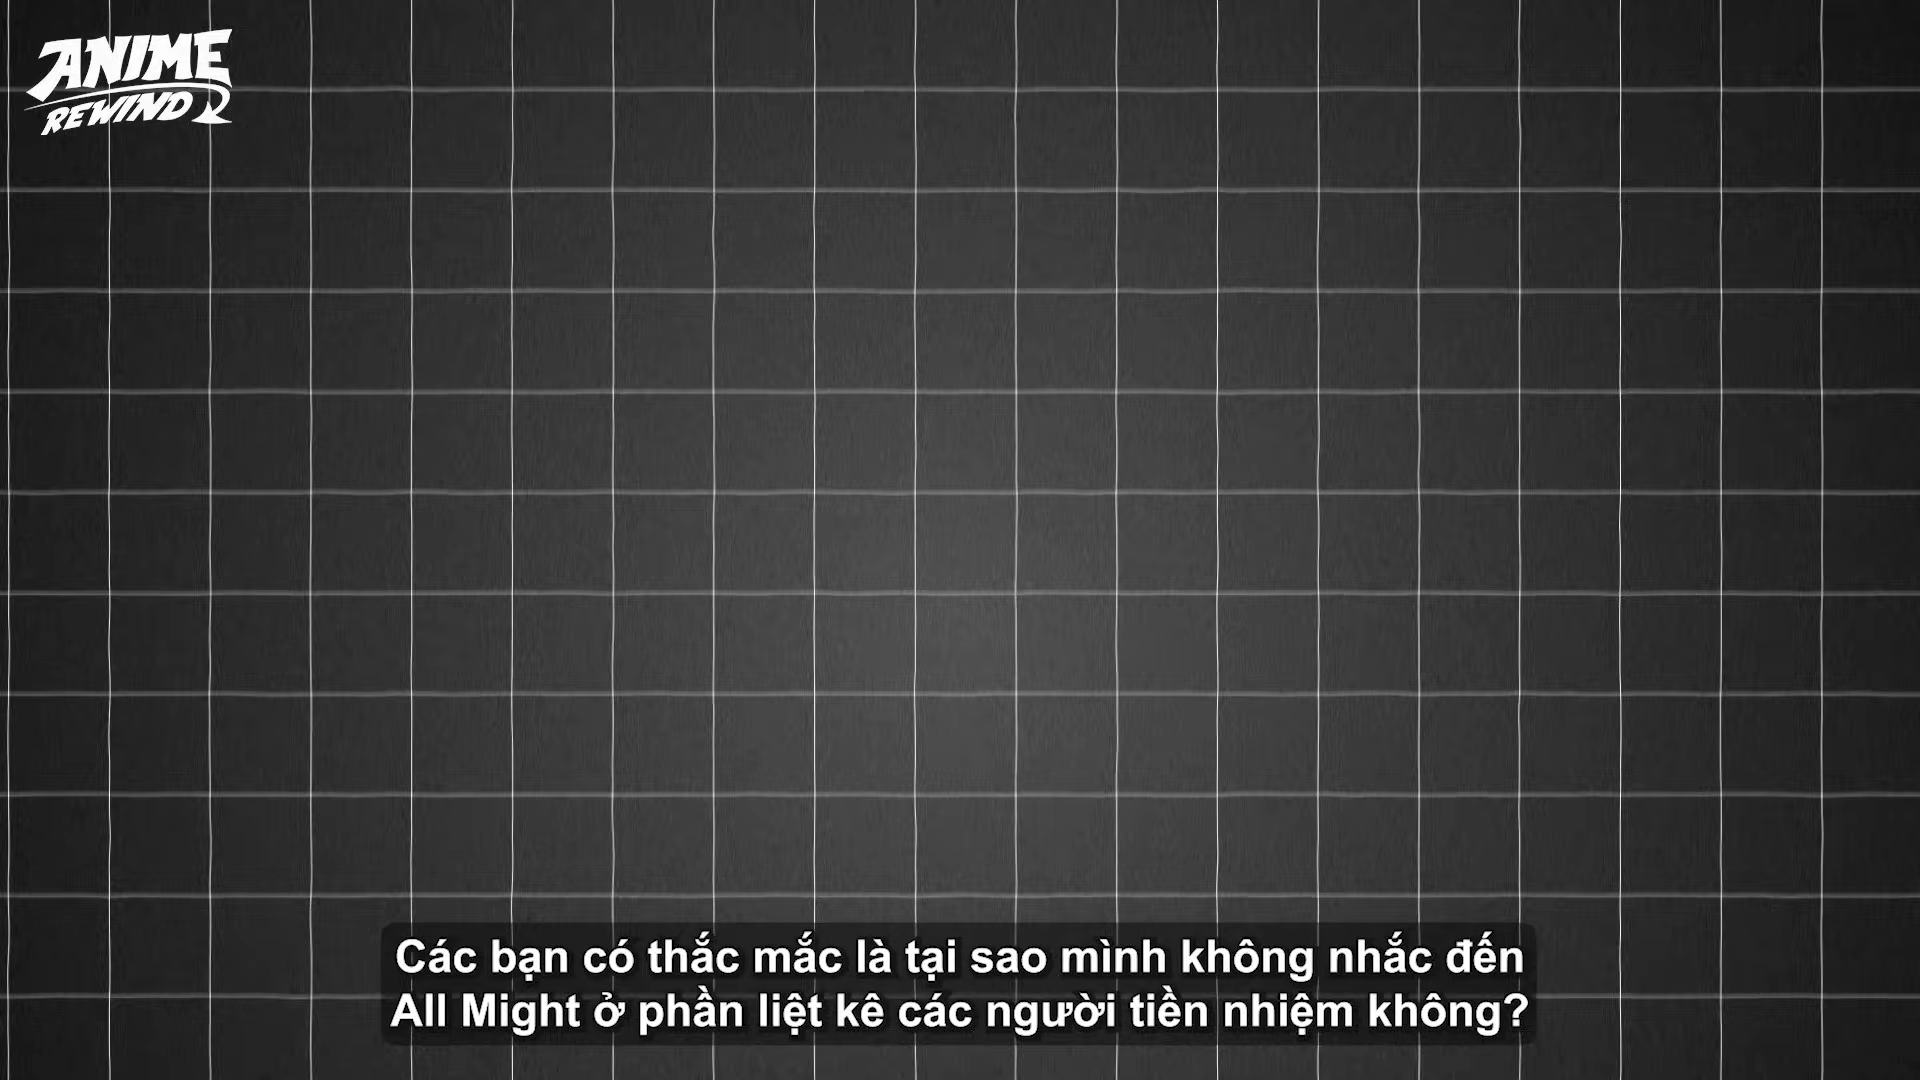 ANIME
REWIND
Các bạn có thắc mắc là tại sao mình không nhắc đến
All Might ở phần liệt kê các người tiền nhiệm không?